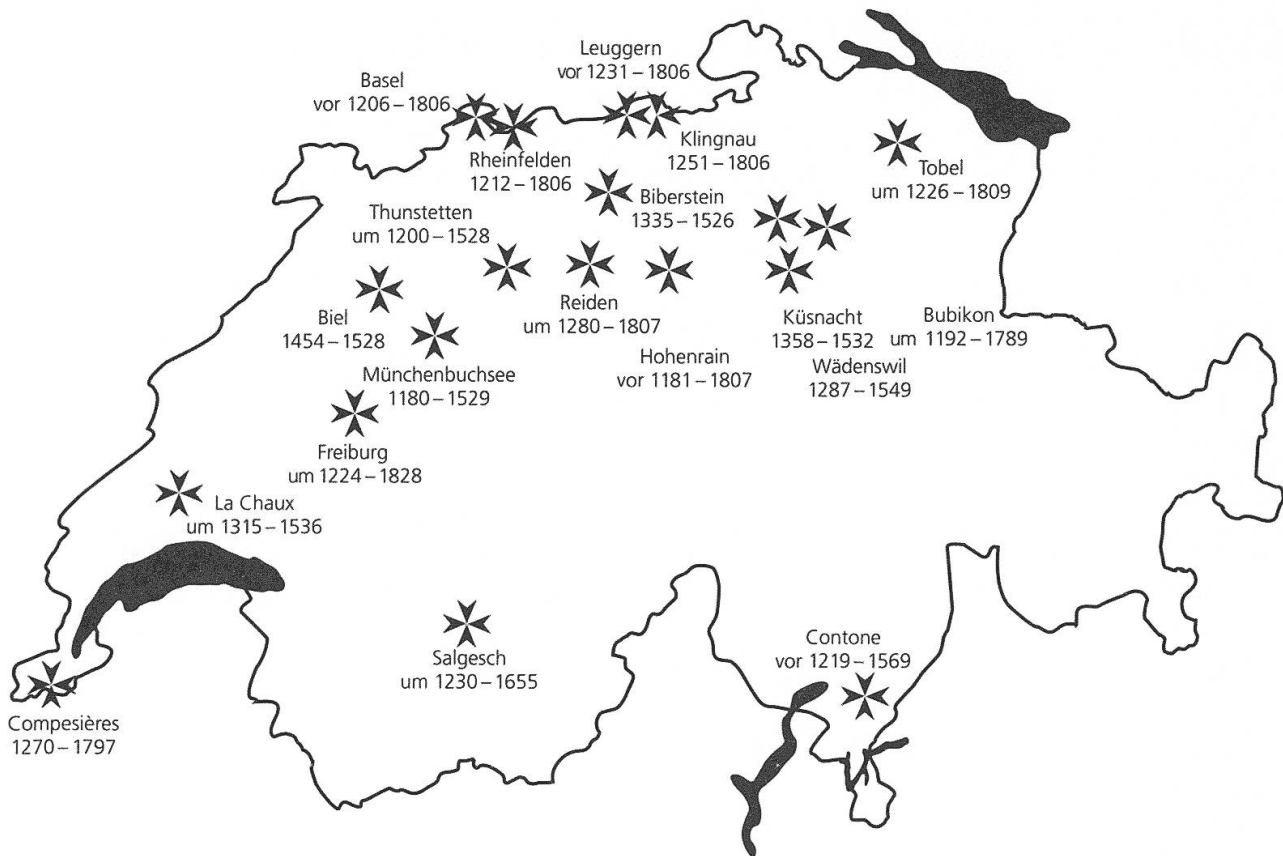 Leuggern
vor 1231–1806
Basel
vor 1206–1806
Rheinfelden
1212–1806
Klingnau
1251–1806
Tobel
um 1226–1809
Biberstein
1335–1526
Thunstetten
um 1200–1528
Biel
1454–1528
Reiden
um 1280–1807
Küsnacht
1358–1532
Bubikon
um 1192–1789
Hohenrain
vor 1181–1807
Wädenswil
1287–1549
Münchenbuchsee
1180–1529
Freiburg
um 1224–1828
La Chaux
um 1315–1536
Salgesch
um 1230–1655
Contone
vor 1219–1569
Compesières
1270–1797